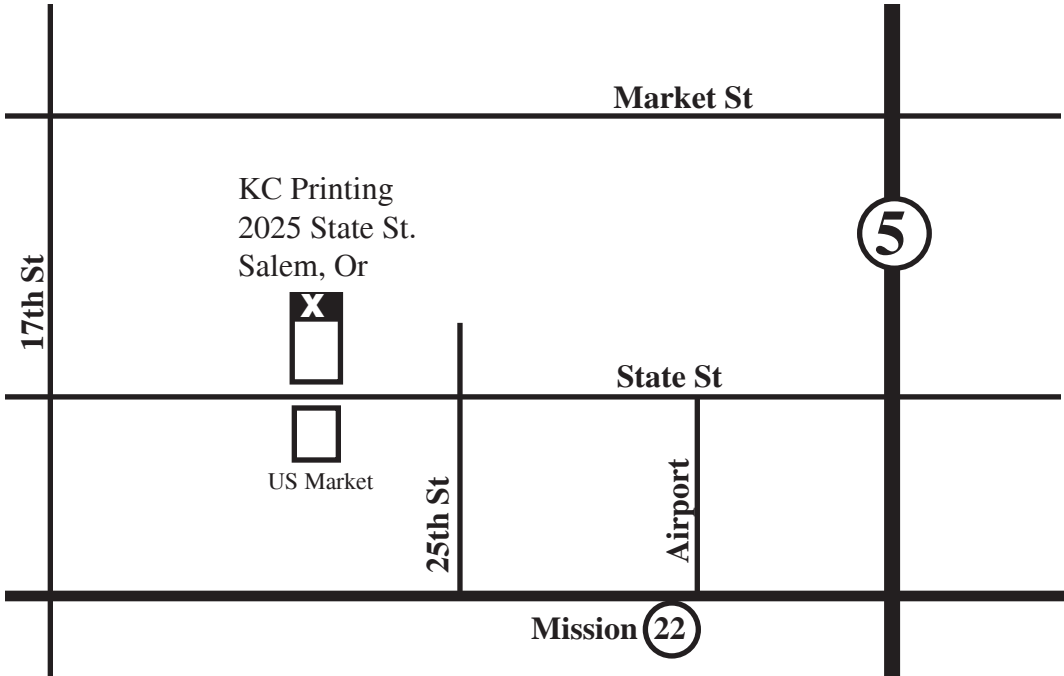 Market St
KC Printing
2025 State St.
Salem, Or
5
17th St
X
State St
US Market
25th St
Airport
Mission 22